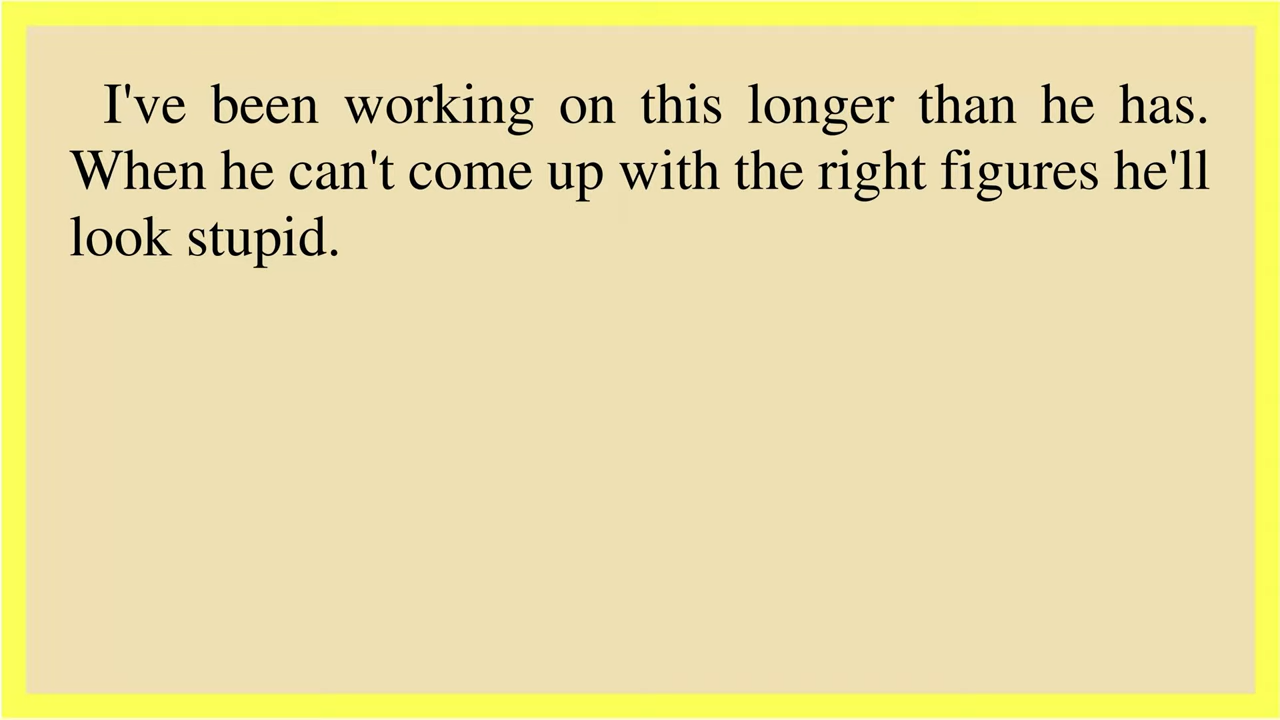 I've been working on this longer than he has.
When he can't come up with the right figures he'll
look stupid.